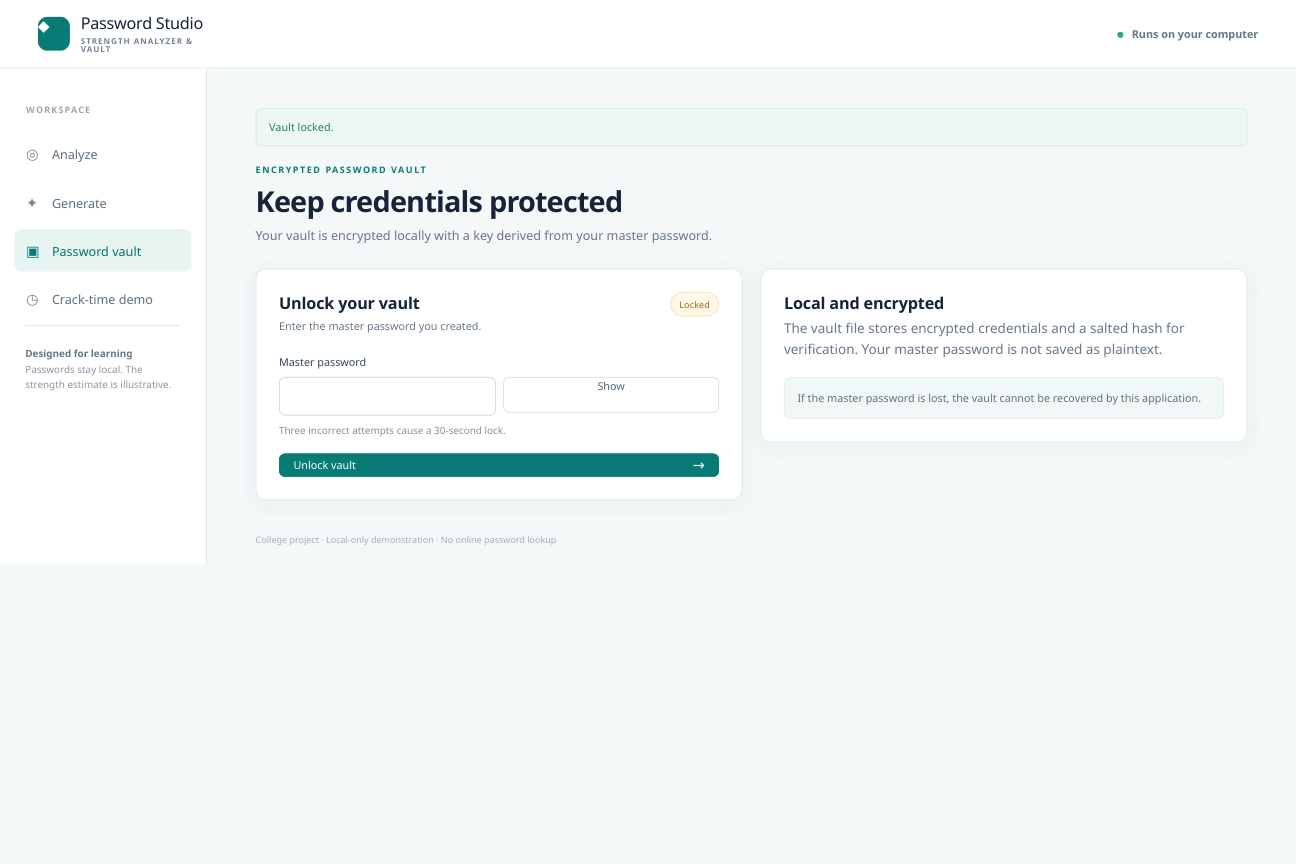 Password Studio
STRENGTH ANALYZER &
VAULT
Runs on your computer
WORKSPACE
Analyze
Generate
Password vault
Crack-time demo
Designed for learning
Passwords stay local. The
strength estimate is illustrative.
Vault locked.
ENCRYPTED PASSWORD VAULT
Keep credentials protected
Your vault is encrypted locally with a key derived from your master password.
Unlock your vault
Locked
Enter the master password you created.
Master password
Show
Three incorrect attempts cause a 30-second lock.
Unlock vault →
Local and encrypted
The vault file stores encrypted credentials and a salted hash for
verification. Your master password is not saved as plaintext.
If the master password is lost, the vault cannot be recovered by this application.
College project · Local-only demonstration · No online password lookup